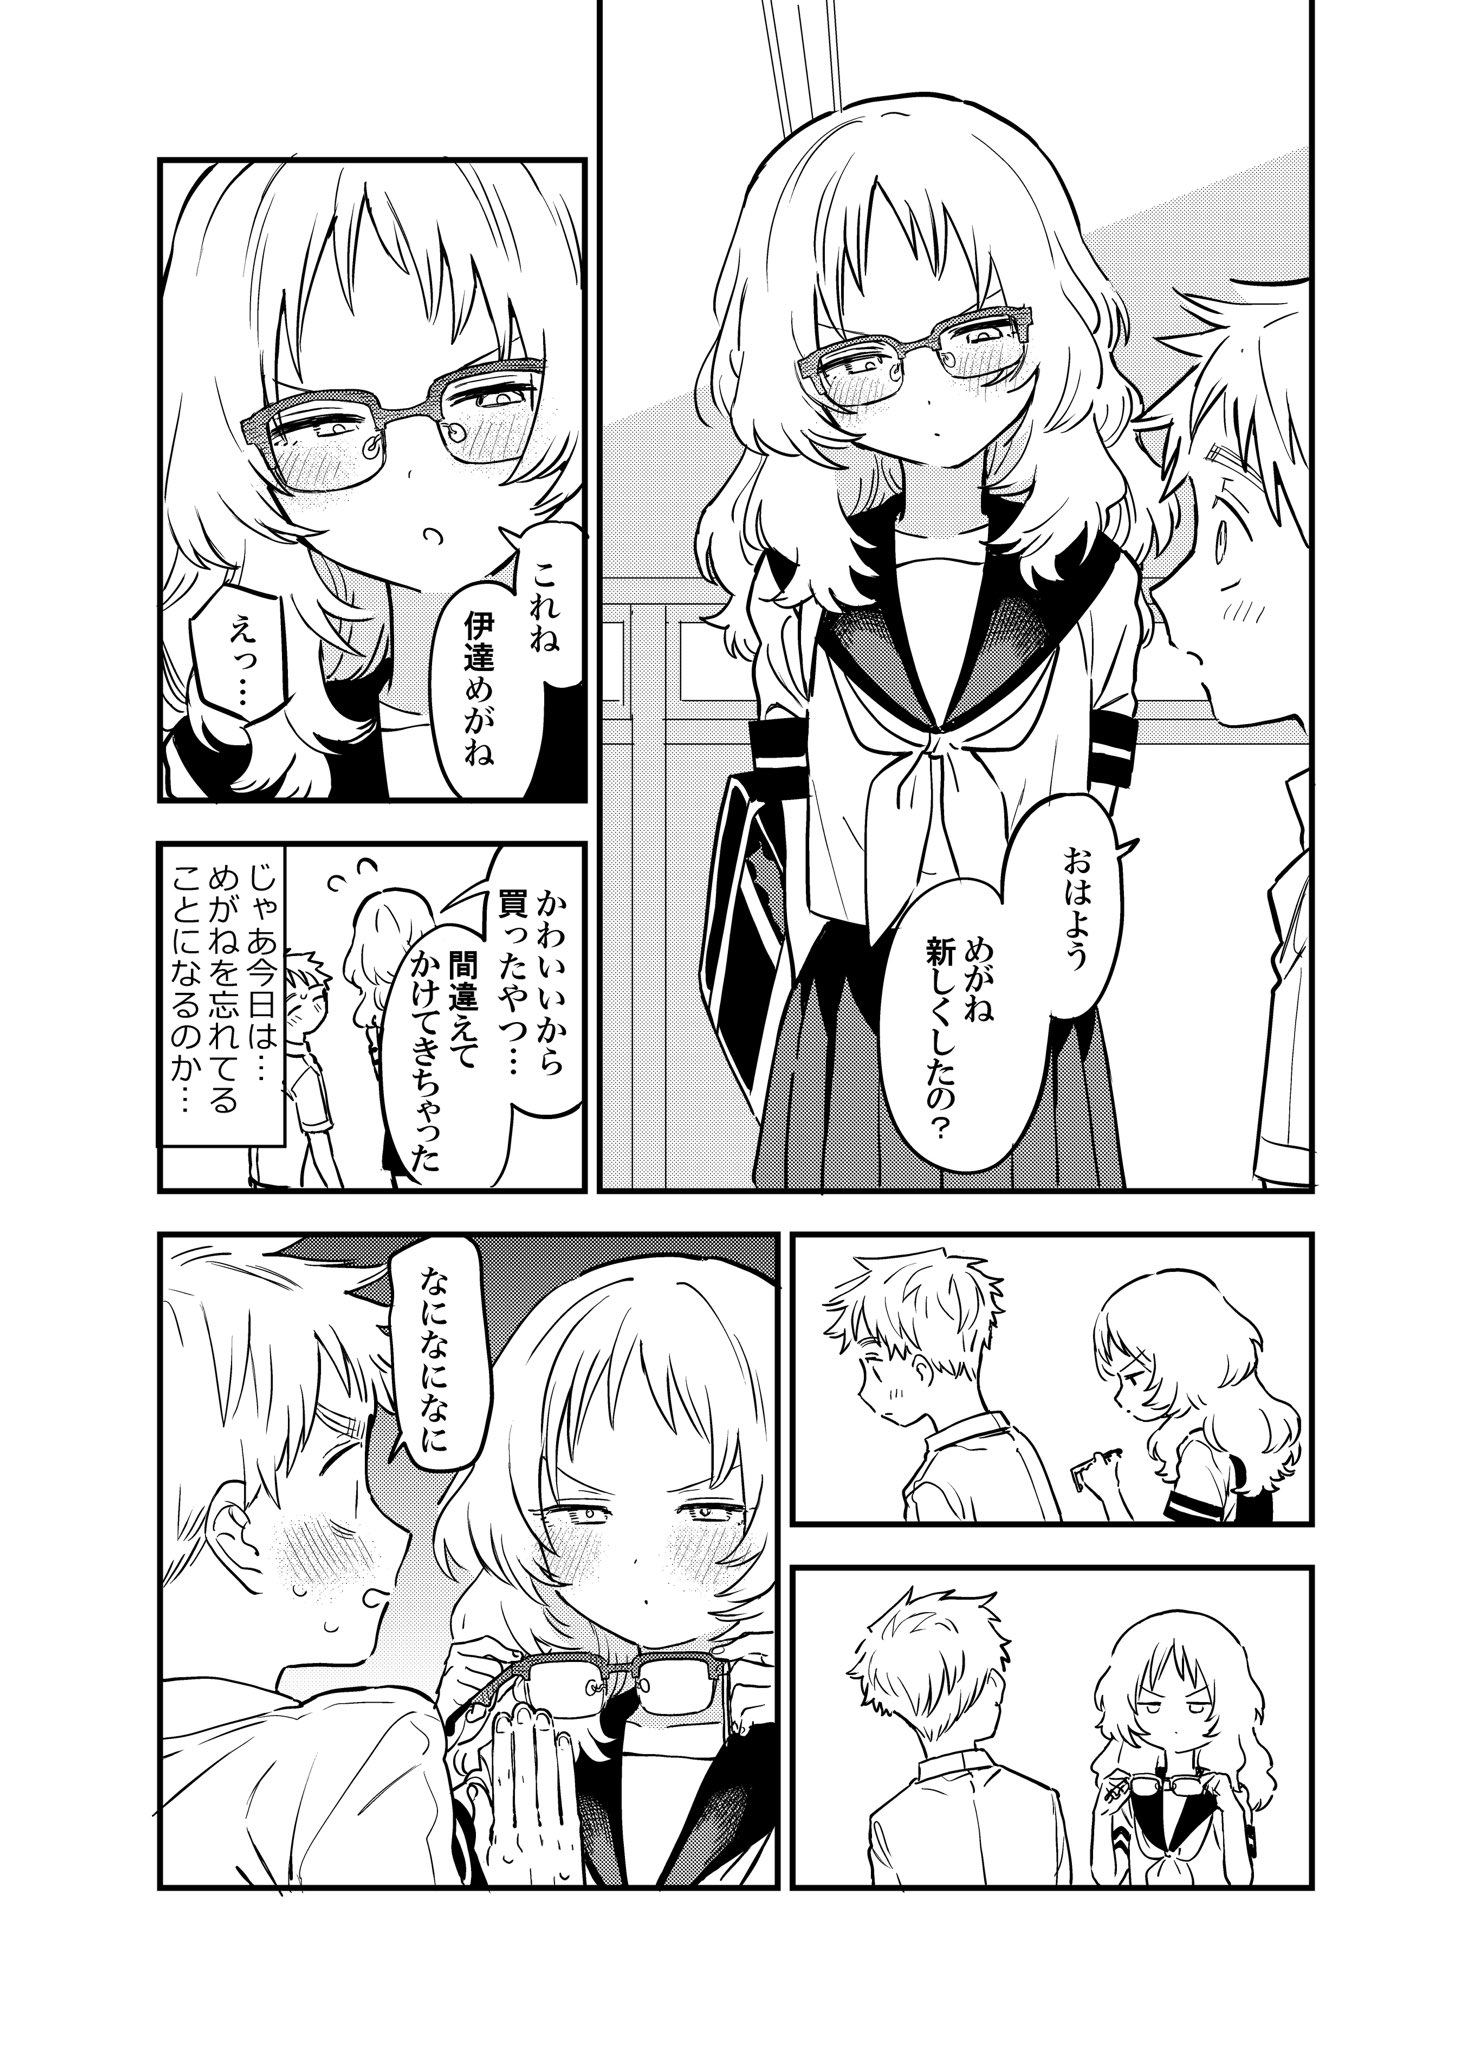 おはよう
めがね
新しくしたの？
これね
伊達めがね
えっ…
かわいいから
買ったやつ…
間違えて
かけてきちゃった
じゃあ今日は…
めがねを忘れてる
ことになるのか…
なになになに